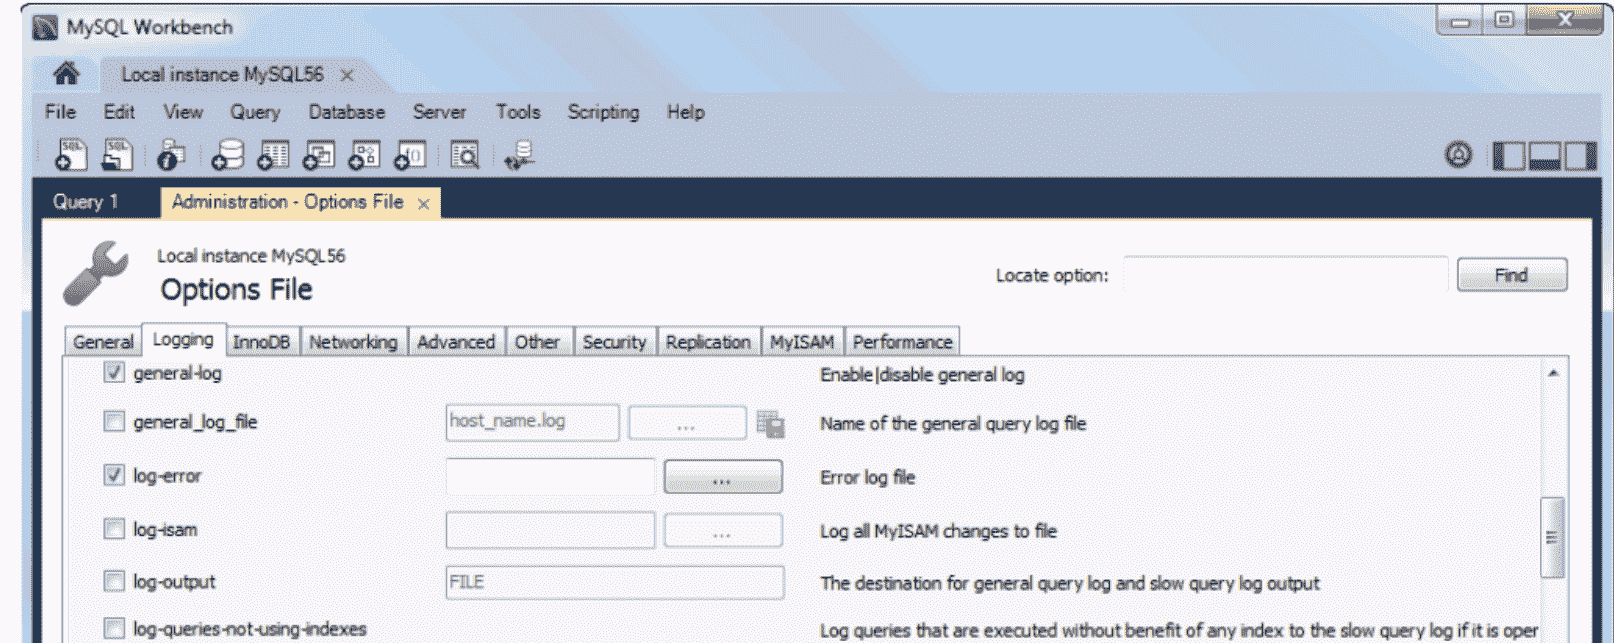 MySQL Workbench
Local instance MySQL56
File Edit View Query Database Server Tools Scripting Help
Query 1 Administration - Options File
Local instance MySQL56
Options File
Locate option: Find
General Logging InnoDB Networking Advanced Other Security Replication MyISAM Performance
general-log Enable|disable general log
general_log_file host_name.log ... Name of the general query log file
log-error ... Error log file
log-isam ... Log all MyISAM changes to file
log-output FILE The destination for general query log and slow query log output
log-queries-not-using-indexes Log queries that are executed without benefit of any index to the slow query log if it is oper